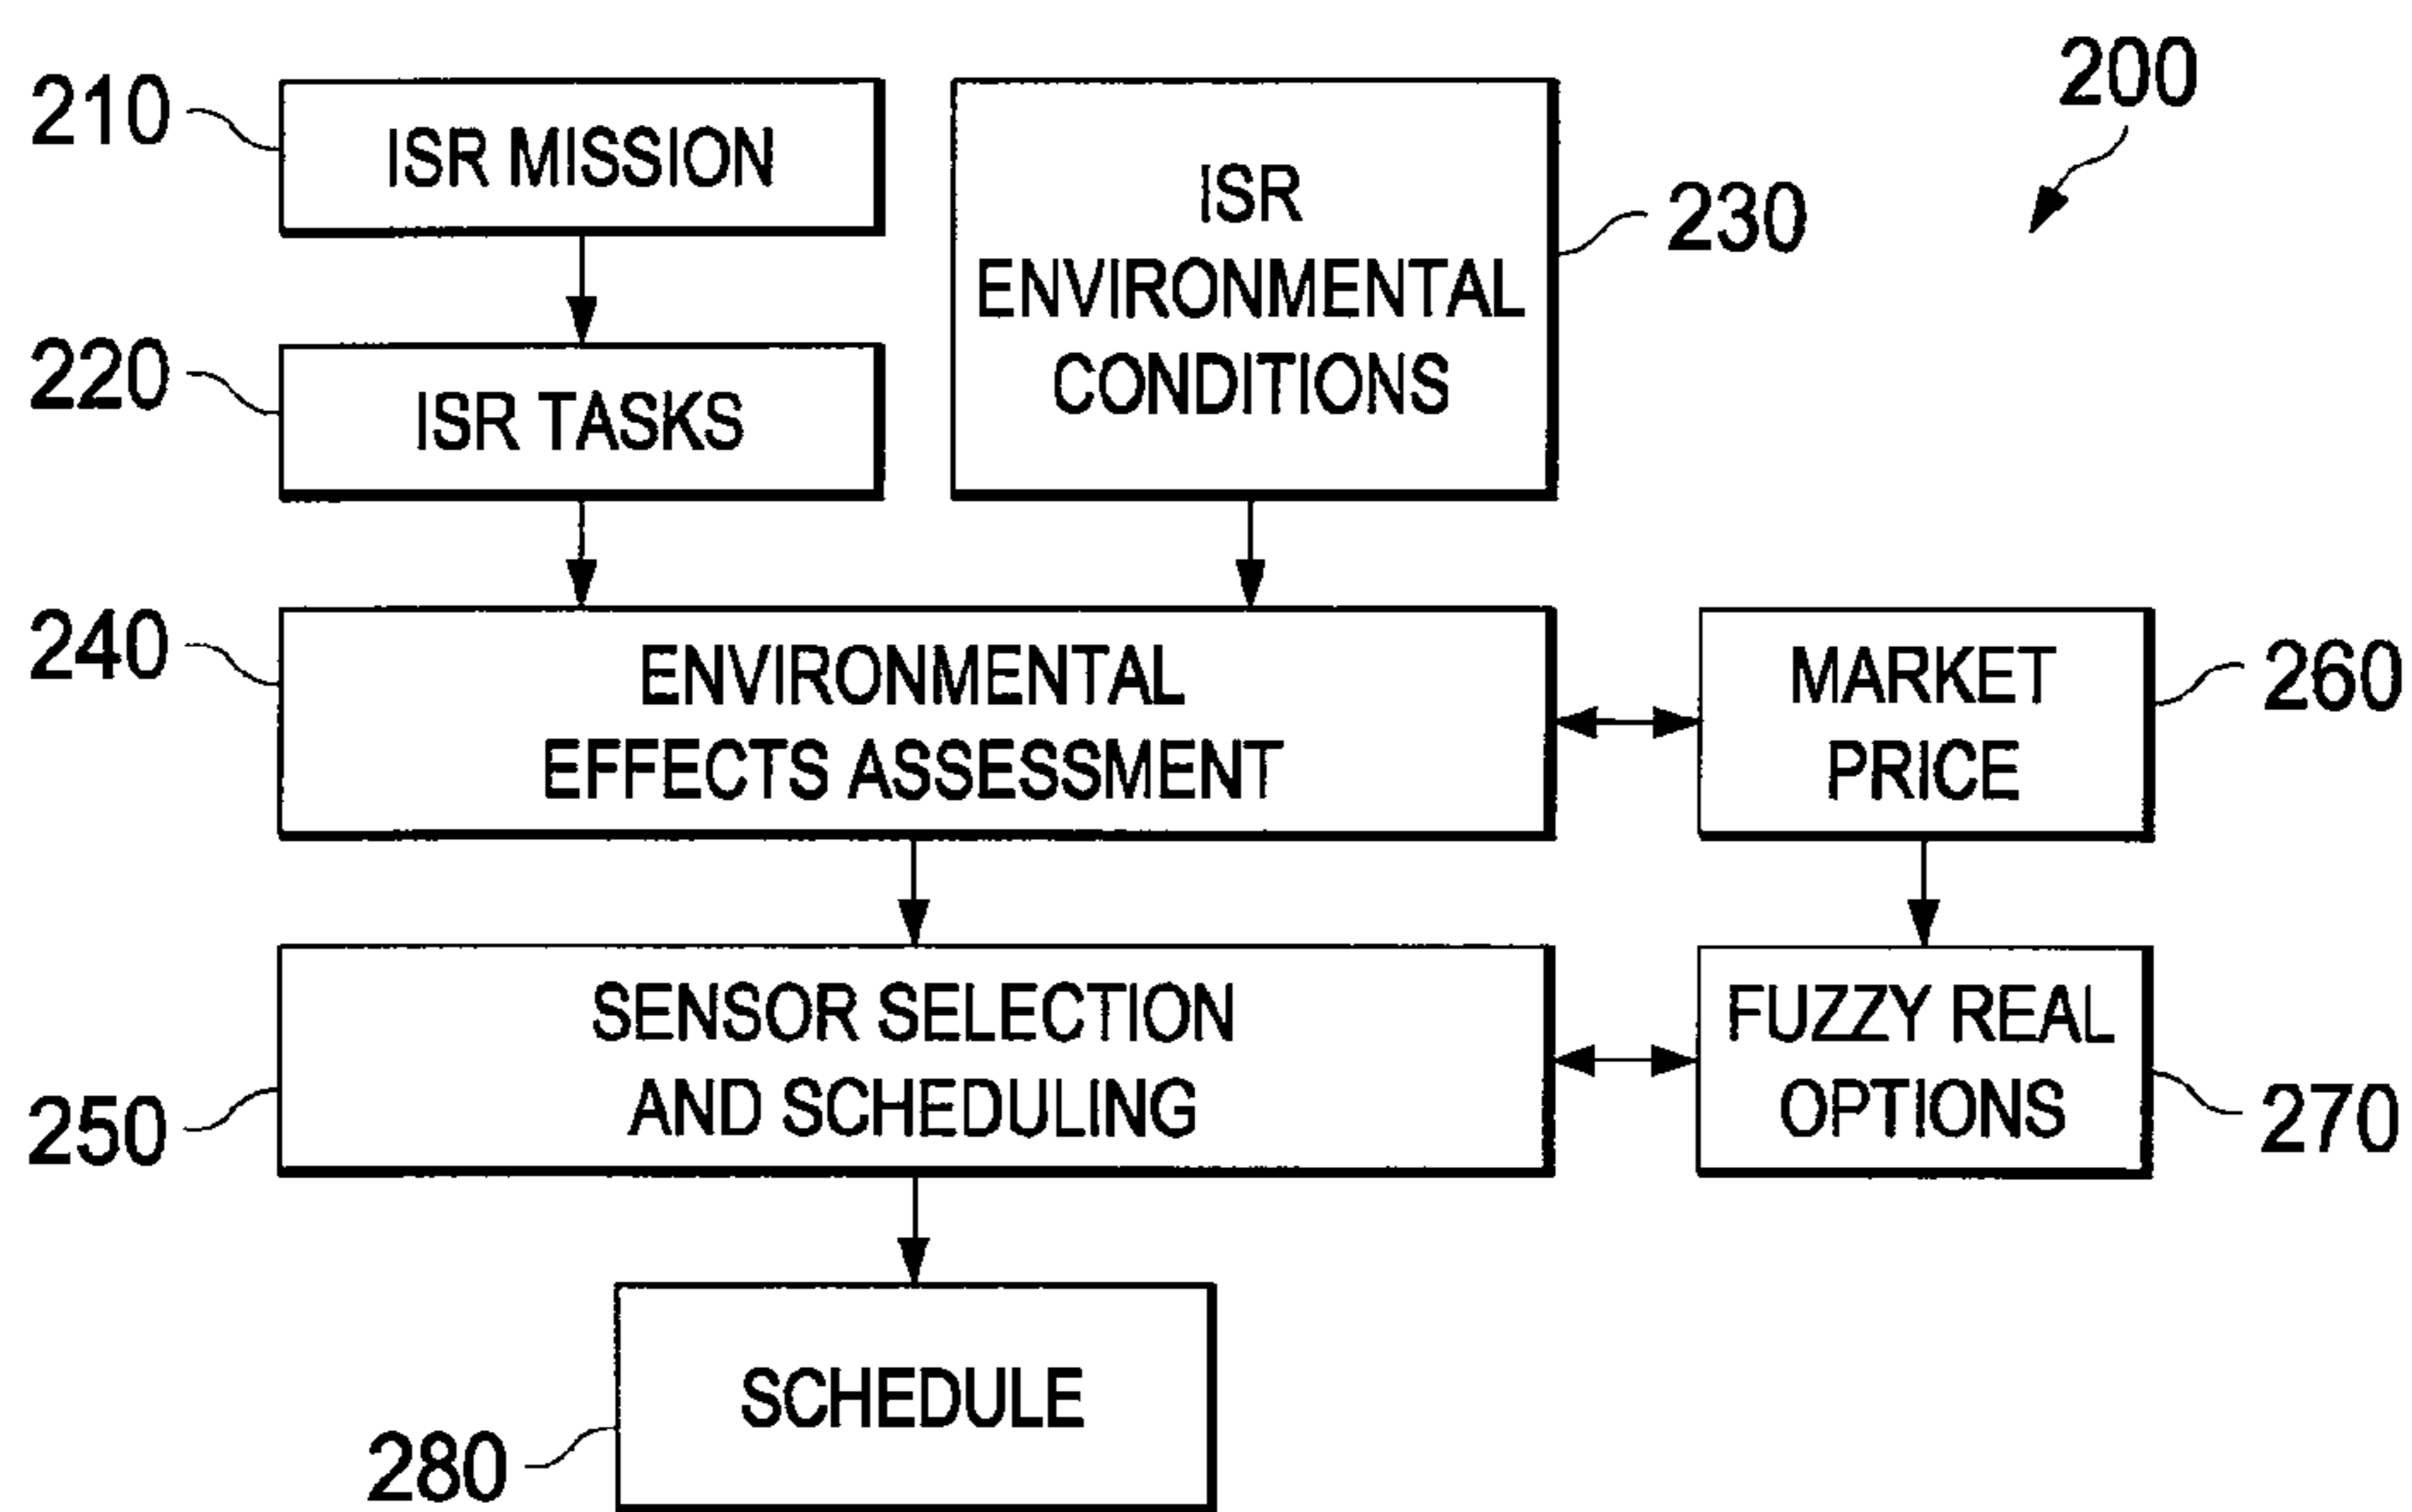 200
210
ISR MISSION
ISR
ENVIRONMENTAL
CONDITIONS
230
220
ISR TASKS
240
ENVIRONMENTAL
EFFECTS ASSESSMENT
MARKET
PRICE
260
250
SENSOR SELECTION
AND SCHEDULING
FUZZY REAL
OPTIONS
270
SCHEDULE
280